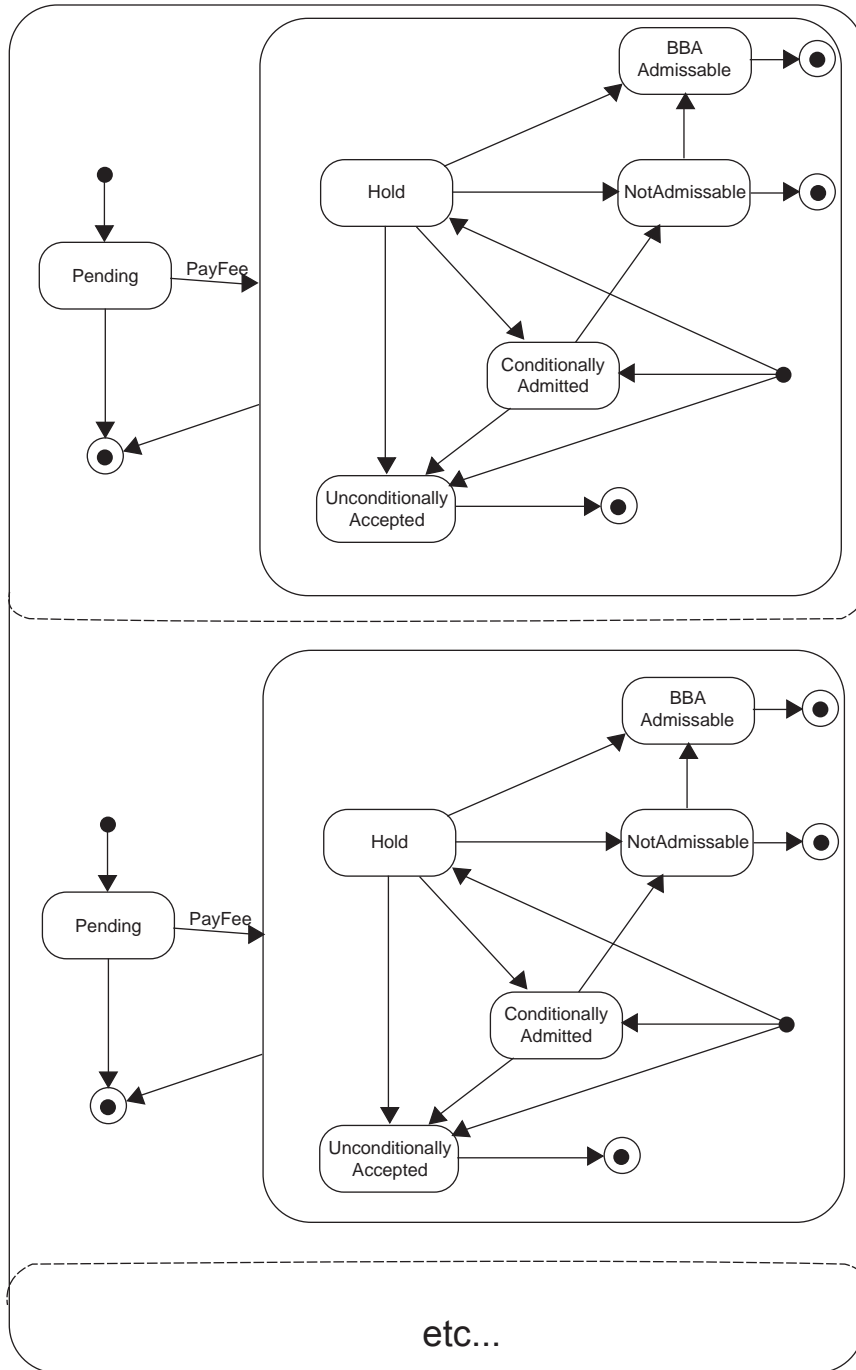 BBA
Admissable
Hold
NotAdmissable
Pending
PayFee
Conditionally
Admitted
Unconditionally
Accepted
BBA
Admissable
Hold
NotAdmissable
Pending
PayFee
Conditionally
Admitted
Unconditionally
Accepted
etc...